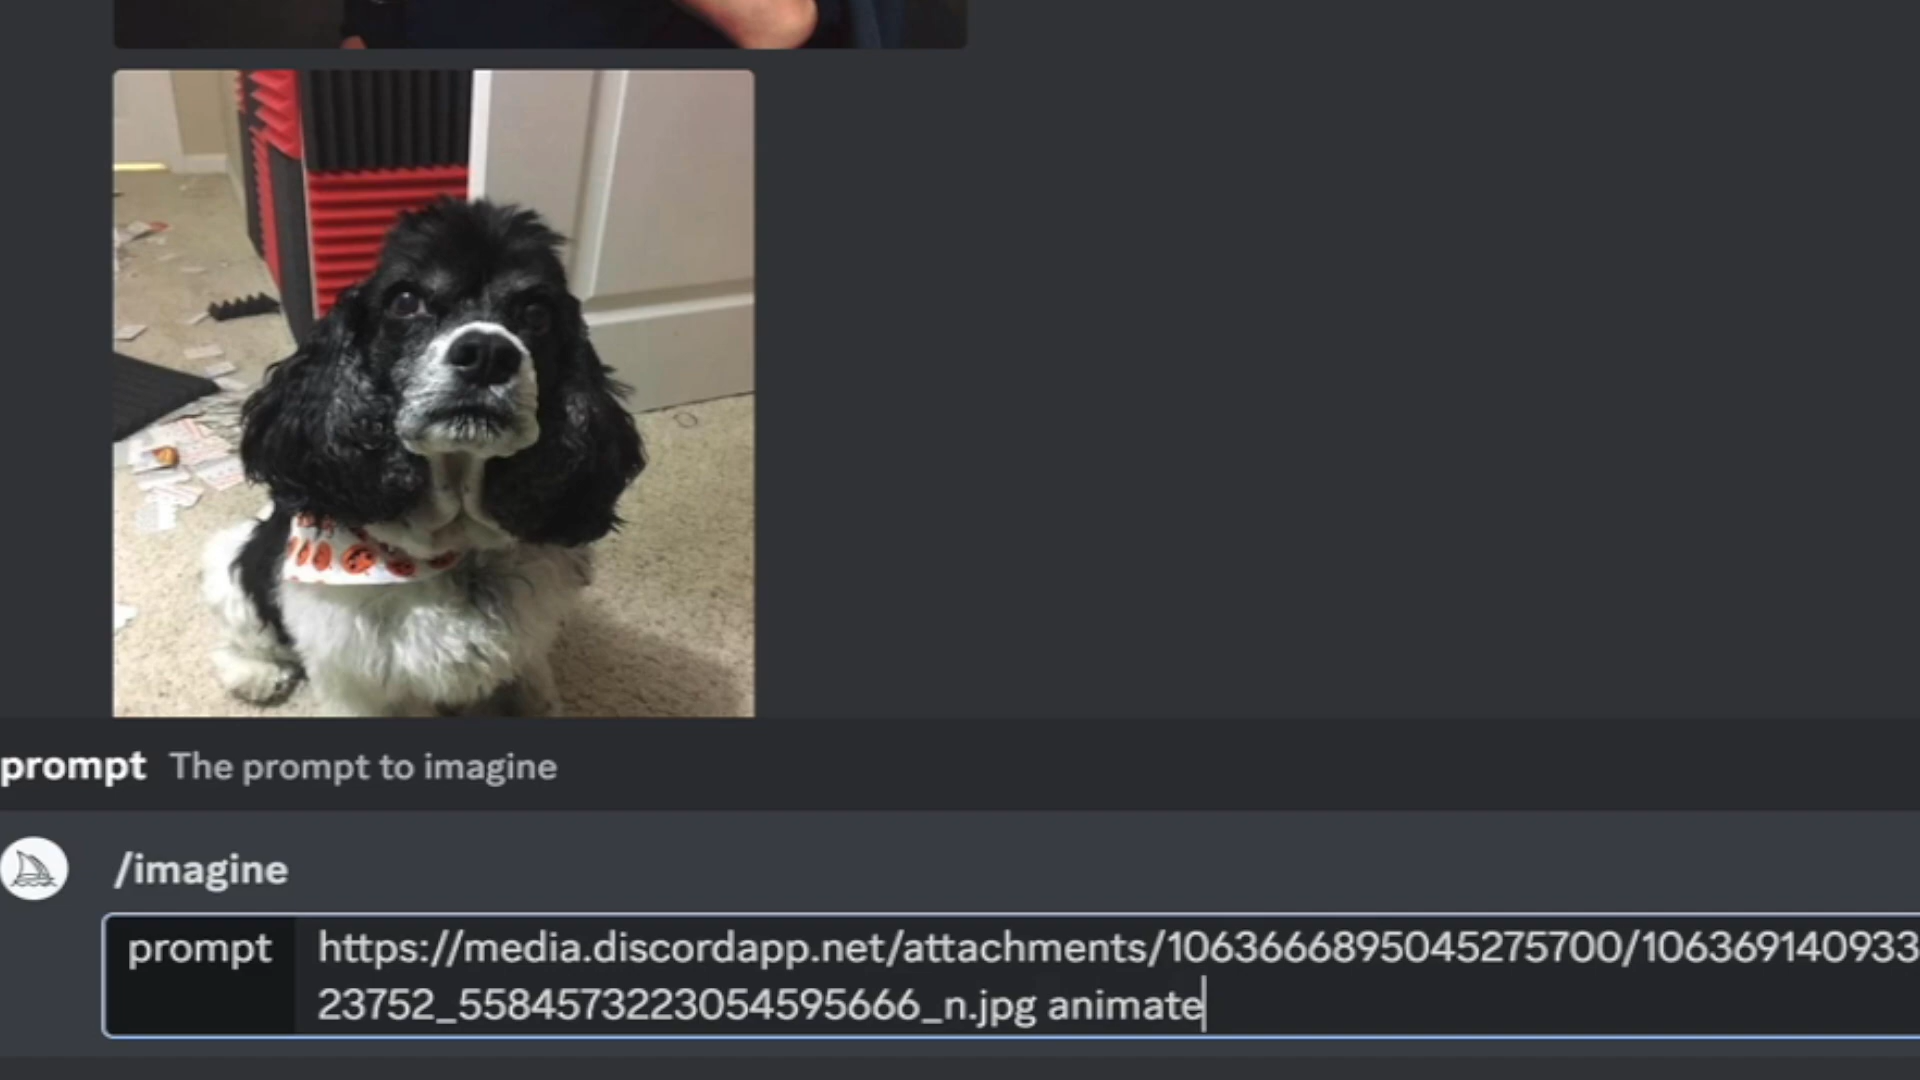 prompt The prompt to imagine
/imagine
prompt https://media.discordapp.net/attachments/1063666895045275700/106369140933
23752_5584573223054595666_n.jpg animate